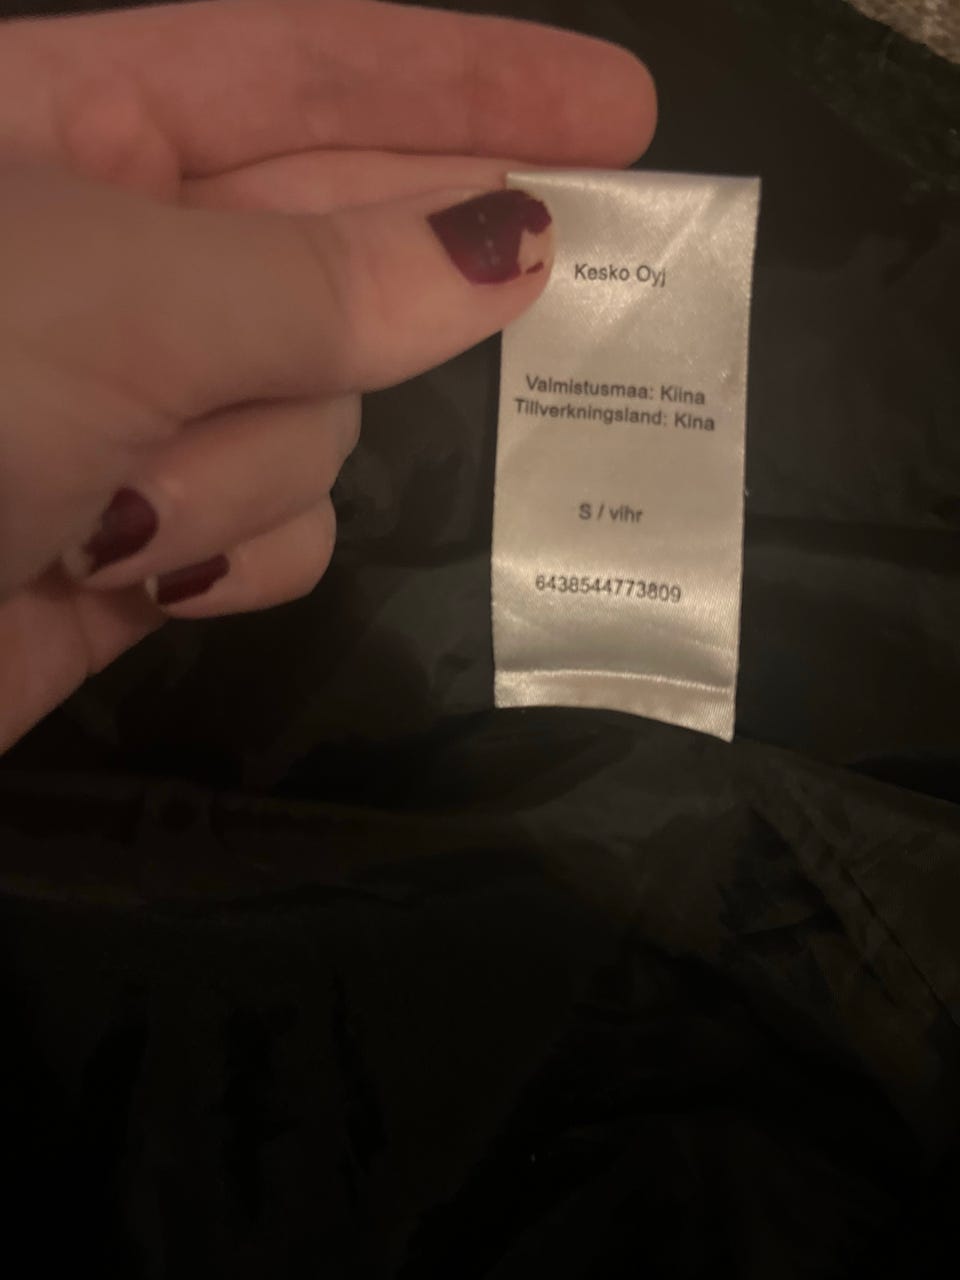 Kesko Oyj
Valmistusmaa: Kiina
Tillverkningsland: Kina
S / vihr
6438544773809